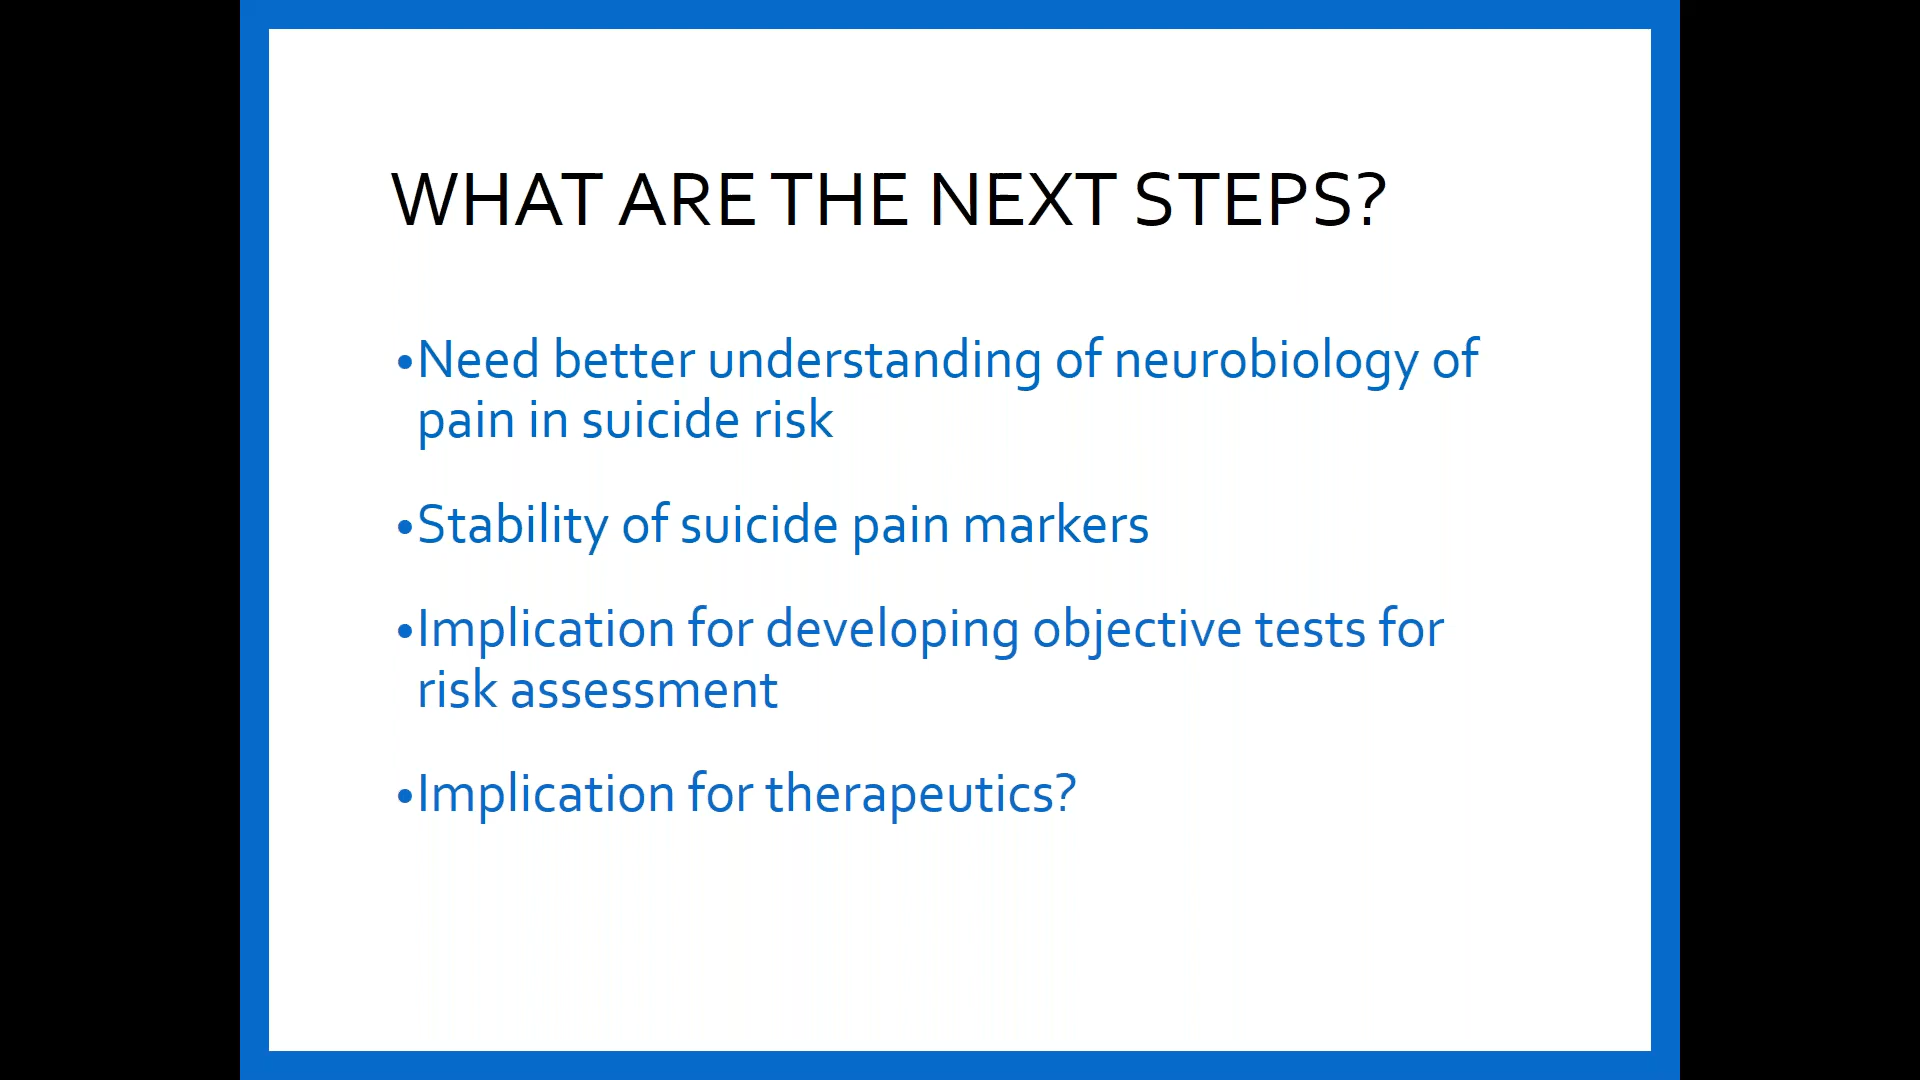 WHAT ARE THE NEXT STEPS?
•Need better understanding of neurobiology of
pain in suicide risk
•Stability of suicide pain markers
•Implication for developing objective tests for
risk assessment
•Implication for therapeutics?